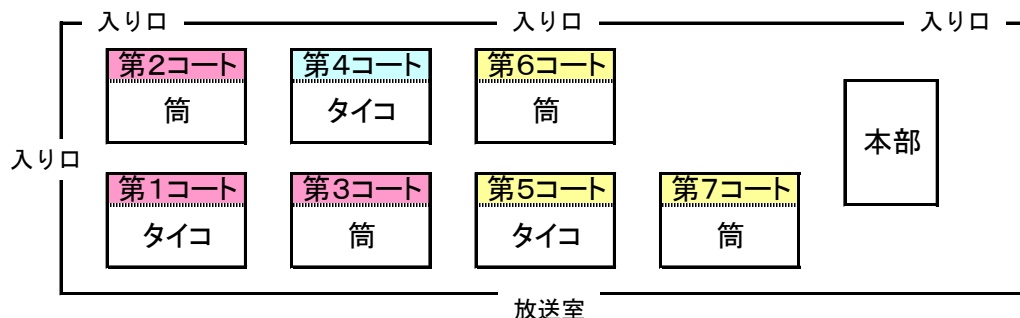 入り口 入り口 入り口
第2コート 第4コート 第6コート
筒 タイコ 筒
本部
入り口
第1コート 第3コート 第5コート 第7コート
タイコ 筒 タイコ 筒
放送室